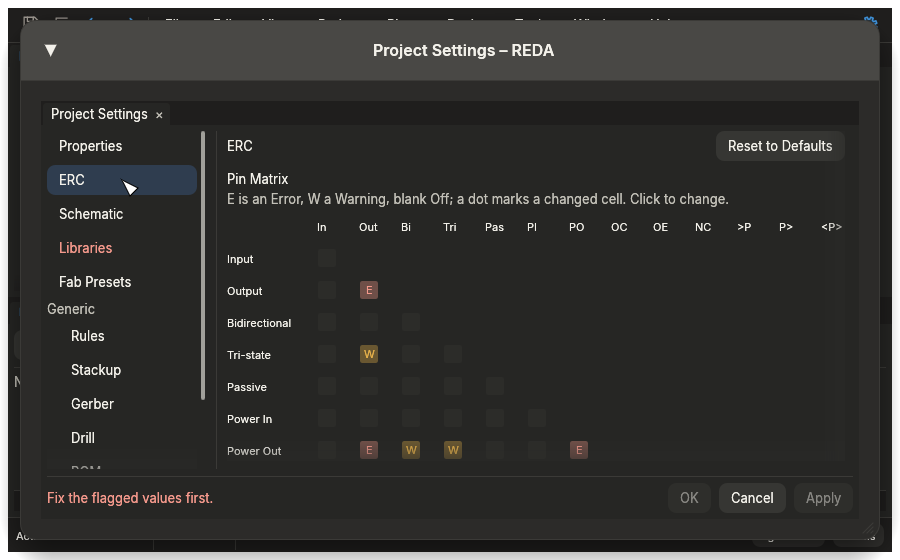 Project Settings – REDA
Project Settings ×
Properties
ERC
Schematic
Libraries
Fab Presets
Generic
Rules
Stackup
Gerber
Drill
ERC
Reset to Defaults
Pin Matrix
E is an Error, W a Warning, blank Off; a dot marks a changed cell. Click to change.
In Out Bi Tri Pas PI PO OC OE NC >P P> <P>
Input
Output E
Bidirectional
Tri-state W
Passive
Power In
Power Out E W W E
Fix the flagged values first.
OK Cancel Apply